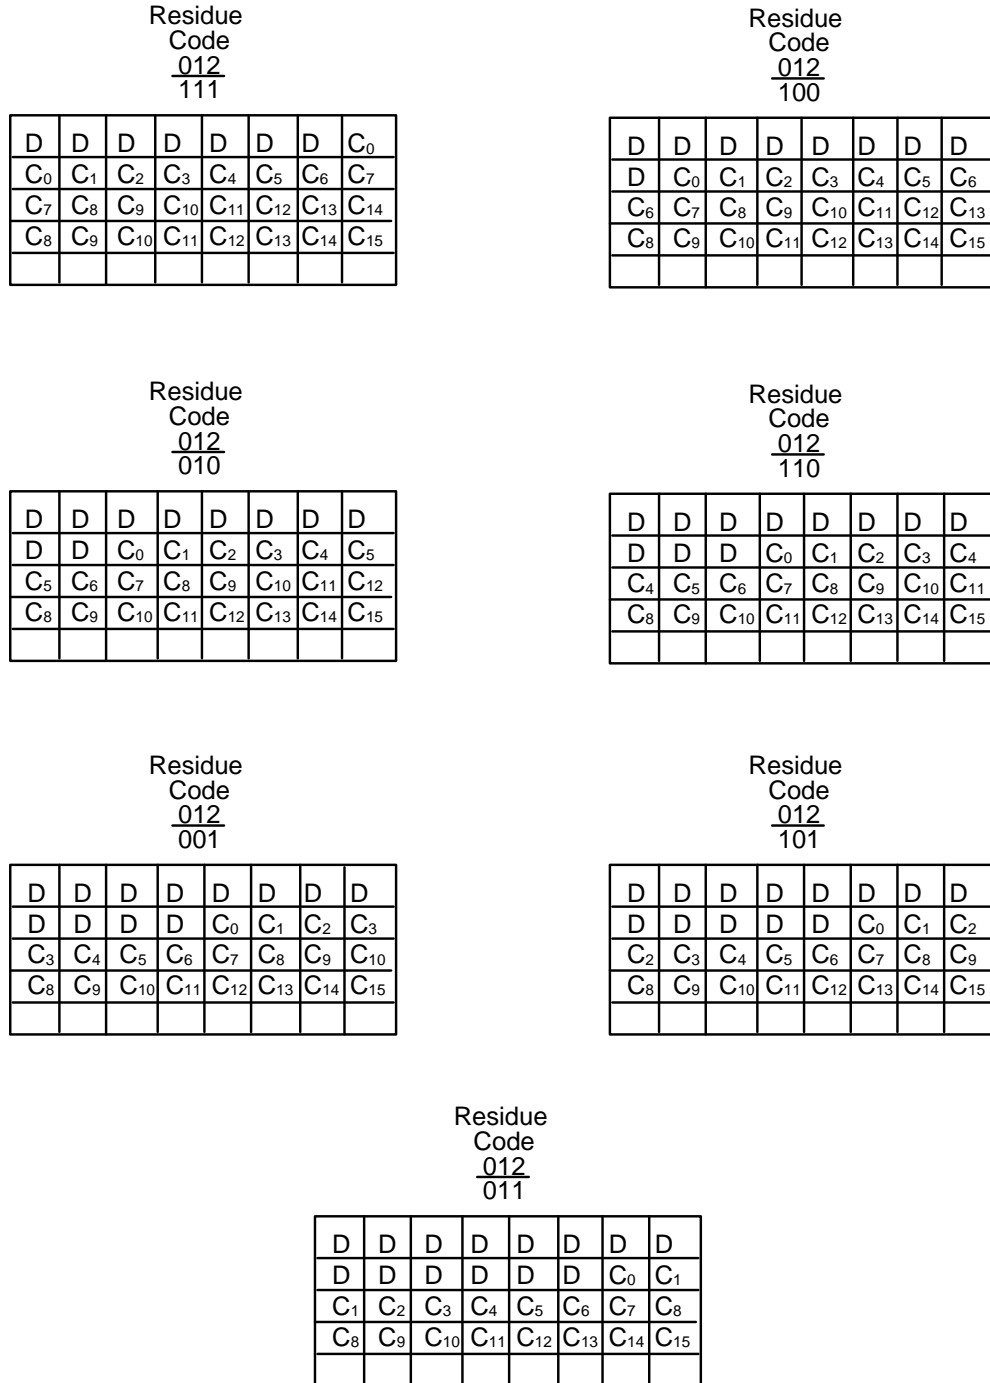 Residue
Code
012
111
D D D D D D D C₀
C₀ C₁ C₂ C₃ C₄ C₅ C₆ C₇
C₇ C₈ C₉ C₁₀ C₁₁ C₁₂ C₁₃ C₁₄
C₈ C₉ C₁₀ C₁₁ C₁₂ C₁₃ C₁₄ C₁₅
Residue
Code
012
100
D D D D D D D D
D C₀ C₁ C₂ C₃ C₄ C₅ C₆
C₆ C₇ C₈ C₉ C₁₀ C₁₁ C₁₂ C₁₃
C₈ C₉ C₁₀ C₁₁ C₁₂ C₁₃ C₁₄ C₁₅
Residue
Code
012
010
D D D D D D D D
D D C₀ C₁ C₂ C₃ C₄ C₅
C₅ C₆ C₇ C₈ C₉ C₁₀ C₁₁ C₁₂
C₈ C₉ C₁₀ C₁₁ C₁₂ C₁₃ C₁₄ C₁₅
Residue
Code
012
110
D D D D D D D D
D D D C₀ C₁ C₂ C₃ C₄
C₄ C₅ C₆ C₇ C₈ C₉ C₁₀ C₁₁
C₈ C₉ C₁₀ C₁₁ C₁₂ C₁₃ C₁₄ C₁₅
Residue
Code
012
001
D D D D D D D D
D D D D C₀ C₁ C₂ C₃
C₃ C₄ C₅ C₆ C₇ C₈ C₉ C₁₀
C₈ C₉ C₁₀ C₁₁ C₁₂ C₁₃ C₁₄ C₁₅
Residue
Code
012
101
D D D D D D D D
D D D D D C₀ C₁ C₂
C₂ C₃ C₄ C₅ C₆ C₇ C₈ C₉
C₈ C₉ C₁₀ C₁₁ C₁₂ C₁₃ C₁₄ C₁₅
Residue
Code
012
011
D D D D D D D D
D D D D D D C₀ C₁
C₁ C₂ C₃ C₄ C₅ C₆ C₇ C₈
C₈ C₉ C₁₀ C₁₁ C₁₂ C₁₃ C₁₄ C₁₅